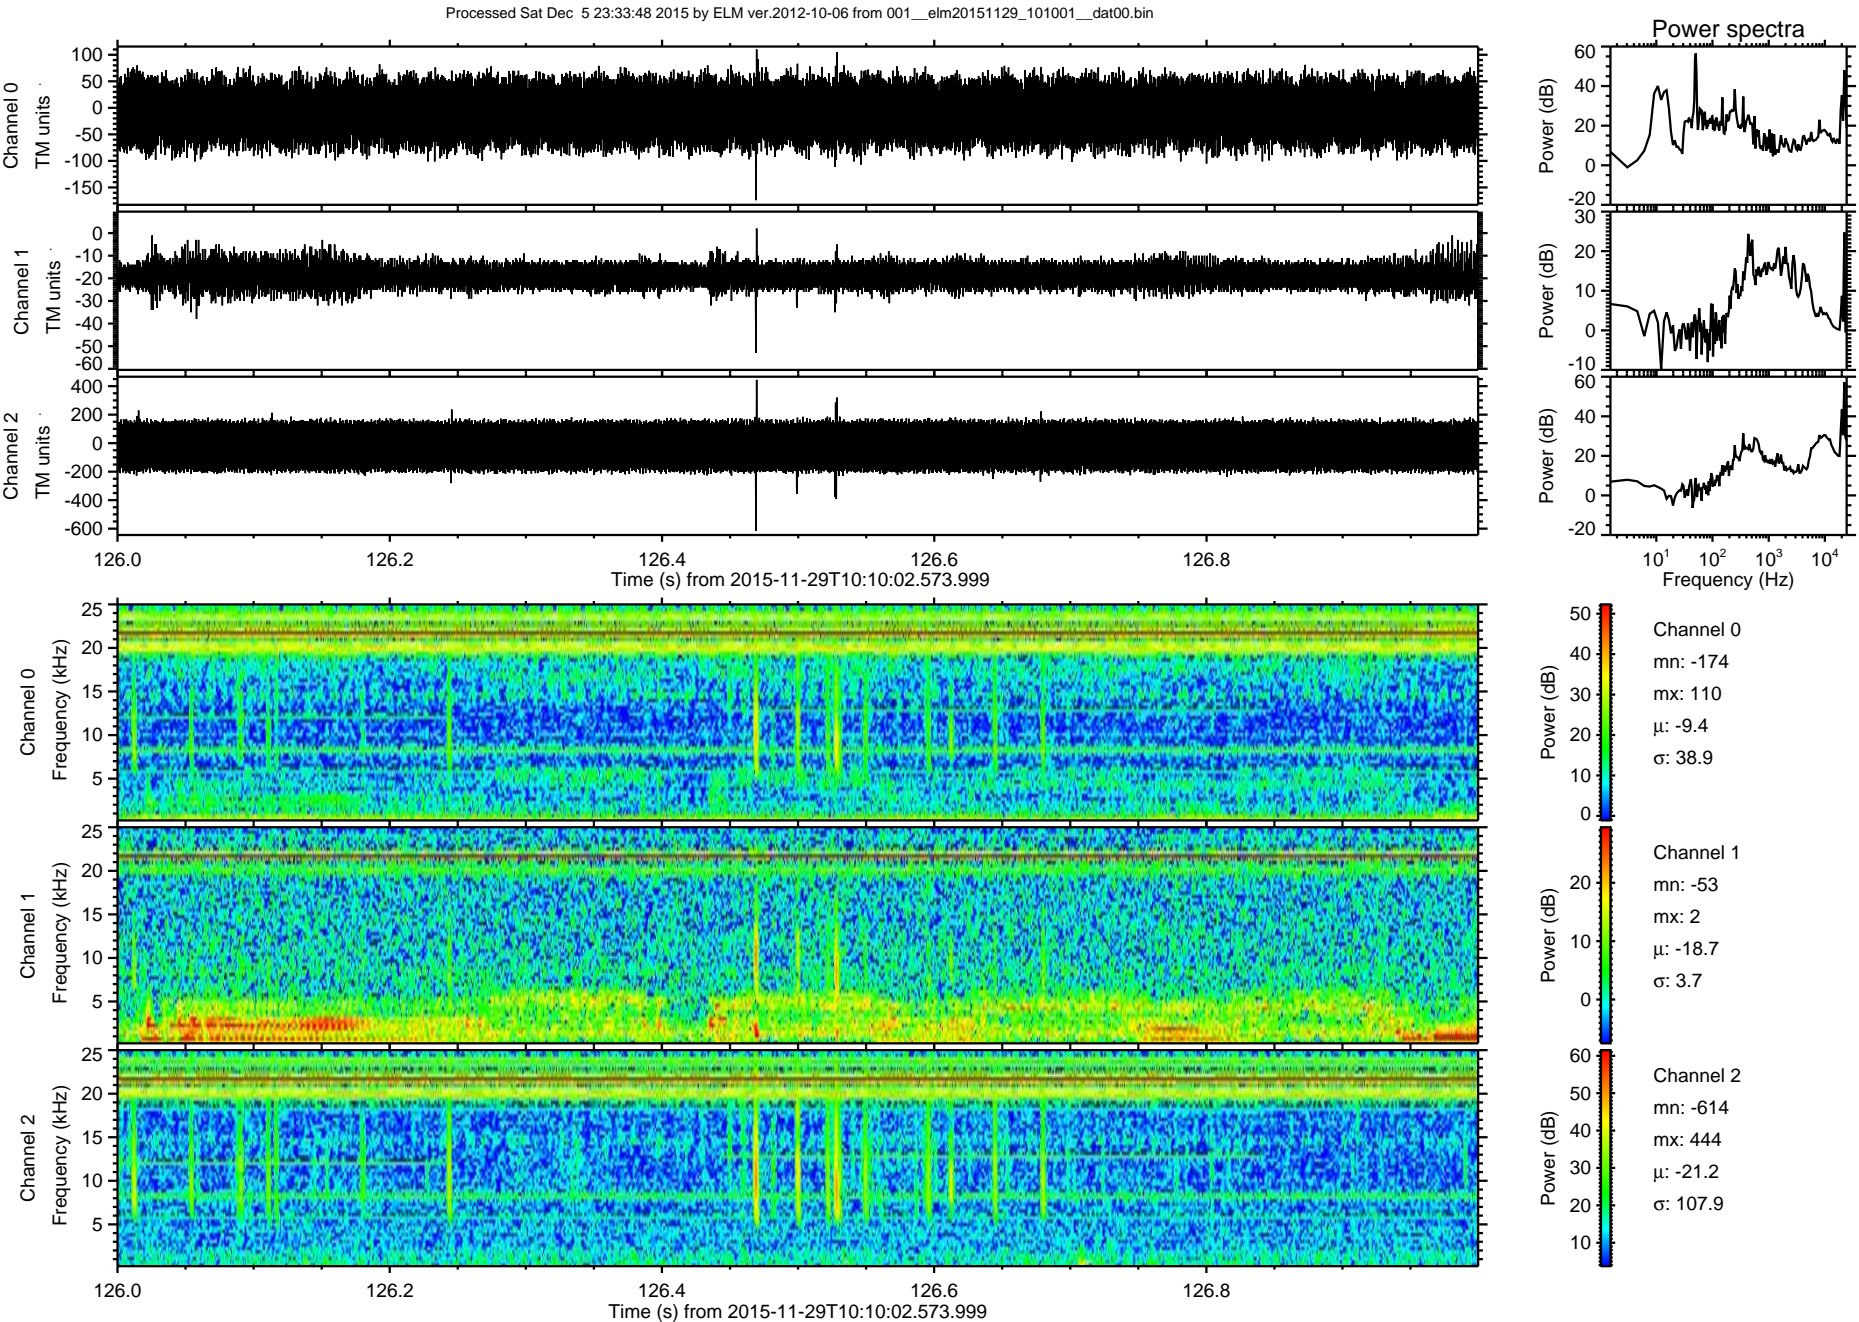 Processed Sat Dec  5 23:33:48 2015 by ELM ver.2012-10-06 from 001__elm20151129_101001__dat00.bin
Power spectra
Channel 0
TM units
100
50
0
-50
-100
-150
Power (dB)
60
40
20
0
-20
Channel 1
TM units
0
-10
-20
-30
-40
-50
-60
Power (dB)
30
20
10
0
-10
Channel 2
TM units
400
200
0
-200
-400
-600
Power (dB)
60
40
20
0
-20
126.0 126.2 126.4 126.6 126.8
Time (s) from 2015-11-29T10:10:02.573.999
10¹ 10² 10³ 10⁴
Frequency (Hz)
Channel 0
Frequency (kHz)
25
20
15
10
5
Power (dB)
50
40
30
20
10
0
Channel 0
mn: -174
mx: 110
μ: -9.4
σ: 38.9
Channel 1
Frequency (kHz)
25
20
15
10
5
Power (dB)
20
10
0
Channel 1
mn: -53
mx: 2
μ: -18.7
σ: 3.7
Channel 2
Frequency (kHz)
25
20
15
10
5
Power (dB)
60
50
40
30
20
10
Channel 2
mn: -614
mx: 444
μ: -21.2
σ: 107.9
126.0 126.2 126.4 126.6 126.8
Time (s) from 2015-11-29T10:10:02.573.999